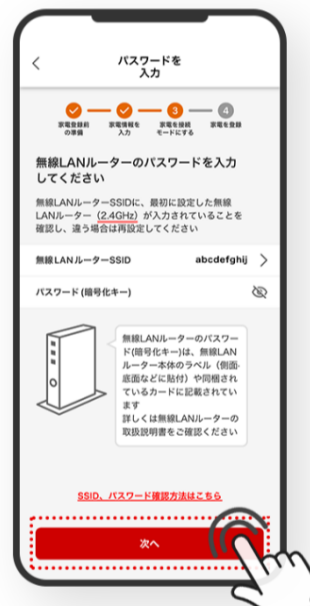 パスワードを
入力
3
4
家電登録前
の準備
家電情報を
入力
家電を接続
モードにする
家電を登録
無線LANルーターのパスワードを入力
してください
無線LANルーターSSIDに、最初に設定した無線
LANルーター（2.4GHz）が入力されていることを
確認し、違う場合は再設定してください
無線LANルーターSSID
abcdefghij
パスワード(暗号化キー)
無線LANルーターのパスワー
ド(暗号化キー)は、無線LAN
ルーター本体のラベル（側面・
底面などに貼付）や同梱され
ているカードに記載されてい
ます
詳しくは無線LANルーターの
取扱説明書をご確認ください
SSID、パスワード確認方法はこちら
次へ